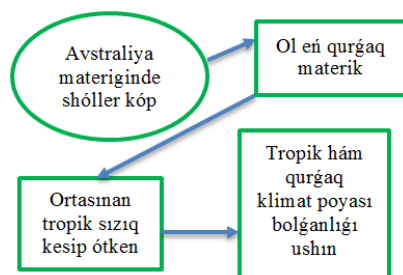 Avstraliya
materiginde
shóller kóp
Ol eń qurǵaq
materik
Ortasınan
tropik sızıq
kesip ótken
Tropik hám
qurǵaq
klimat poyası
bolǵanlıǵı
ushın